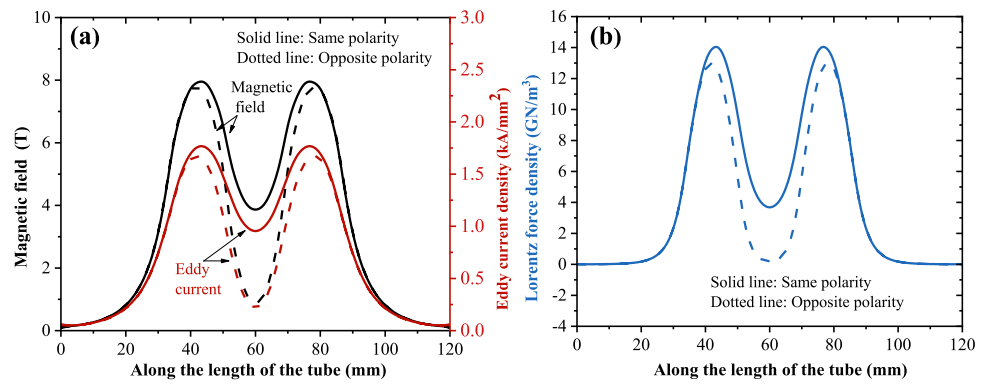 (a)
Solid line: Same polarity
Dotted line: Opposite polarity
Magnetic
field
Eddy
current
Magnetic field (T)
0
2
4
6
8
10
Eddy current density (kA/mm²)
0.0
0.5
1.0
1.5
2.0
2.5
3.0
0
20
40
60
80
100
120
Along the length of the tube (mm)
(b)
Lorentz force density (GN/m³)
-4
-2
0
2
4
6
8
10
12
14
16
Solid line: Same polarity
Dotted line: Opposite polarity
0
20
40
60
80
100
120
Along the length of the tube (mm)